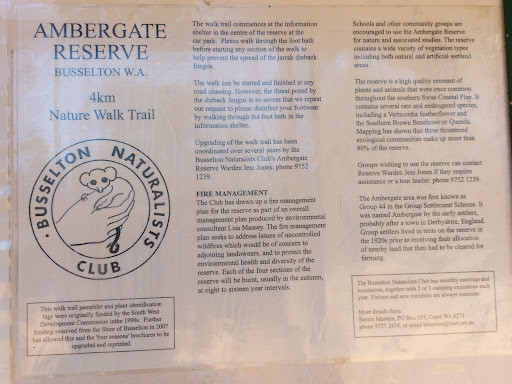 AMBERGATE
RESERVE
BUSSELTON W.A.
4km
Nature Walk Trail
BUSSELTON NATURALISTS
CLUB
This walk trail pamphlet and plant identification
tags were originally funded by the South West
Development Commission inthe 1990s. Further
funding received from the Shire of Busselton in 2007
has allowed this and the 'four seasons' brochures to be
upgraded and reprinted.
The walk trail commences at the information
shelter in the centre of the reserve at the
car park. Please walk through the foot bath
before starting any section of the walk to
help prevent the spread of the jarrah dieback
fungus.
The walk can be started and finished at any
road crossing. However, the threat posed by
the dieback fungus is so severe that we repeat
our request to please disinfect your footwear
by walking through the foot bath in the
information shelter.
Upgrading of the walk trail has been
coordinated over several years by the
Busselton Naturalists Club's Ambergate
Reserve Warden Jeni Jones: phone 9752
1239.
FIRE MANAGEMENT
The Club has drawn up a fire management
plan for the reserve as part of an overall
management plan produced by environmental
consultant Lisa Massey. The fire management
plan seeks to address issues of uncontrolled
wildfires which would be of concern to
adjoining landowners, and to protect the
environmental health and diversity of the
reserve. Each of the four sections of the
reserve will be burnt, usually in the autumn,
at eight to sixteen year intervals.
Schools and other community groups are
encouraged to use the Ambergate Reserve
for nature and associated studies. The reserve
contains a wide variety of vegetation types
including both natural and artificial wetland
areas.
The reserve is a high quality remnant of
plants and animals that were once common
throughout the southern Swan Coastal Plan. It
contains several rare and endangered species,
including a Verticordia featherflower and
the Southern Brown Bandicoot or Quenda.
Mapping has shown that three threatened
ecological communities make up more than
80% of the reserve.
Groups wishing to use the reserve can contact
Reserve Warden Jeni Jones if they require
assistance or a tour leader: phone 9752 1239.
The Ambergate area was first known as
Group 44 in the Group Settlement Scheme. It
was named Ambergate by the early settlers,
probably after a town in Derbyshire, England.
Group settlers lived in tents on the reserve in
the 1920s prior to receiving their allocation
of nearby land that then had to be cleared for
farming.
The Busselton Naturalists Club has monthly meetings and
excursions, together with 2 or 3 camping exclusions each
year. Visitors and new members are always welcome.
More details from:
Bernie Masters, PO Box 315, Capel WA 6271
phone 9727 2474; or email